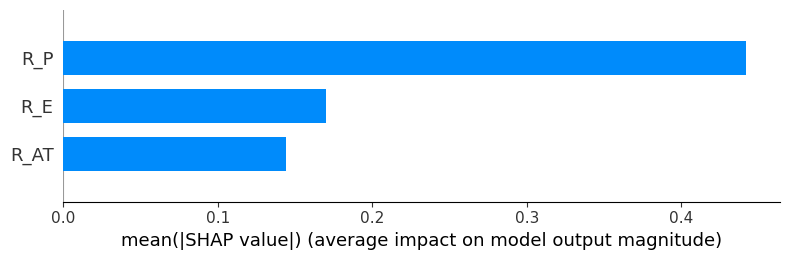 R_P
R_E
R_AT
0.0 0.1 0.2 0.3 0.4
mean(|SHAP value|) (average impact on model output magnitude)